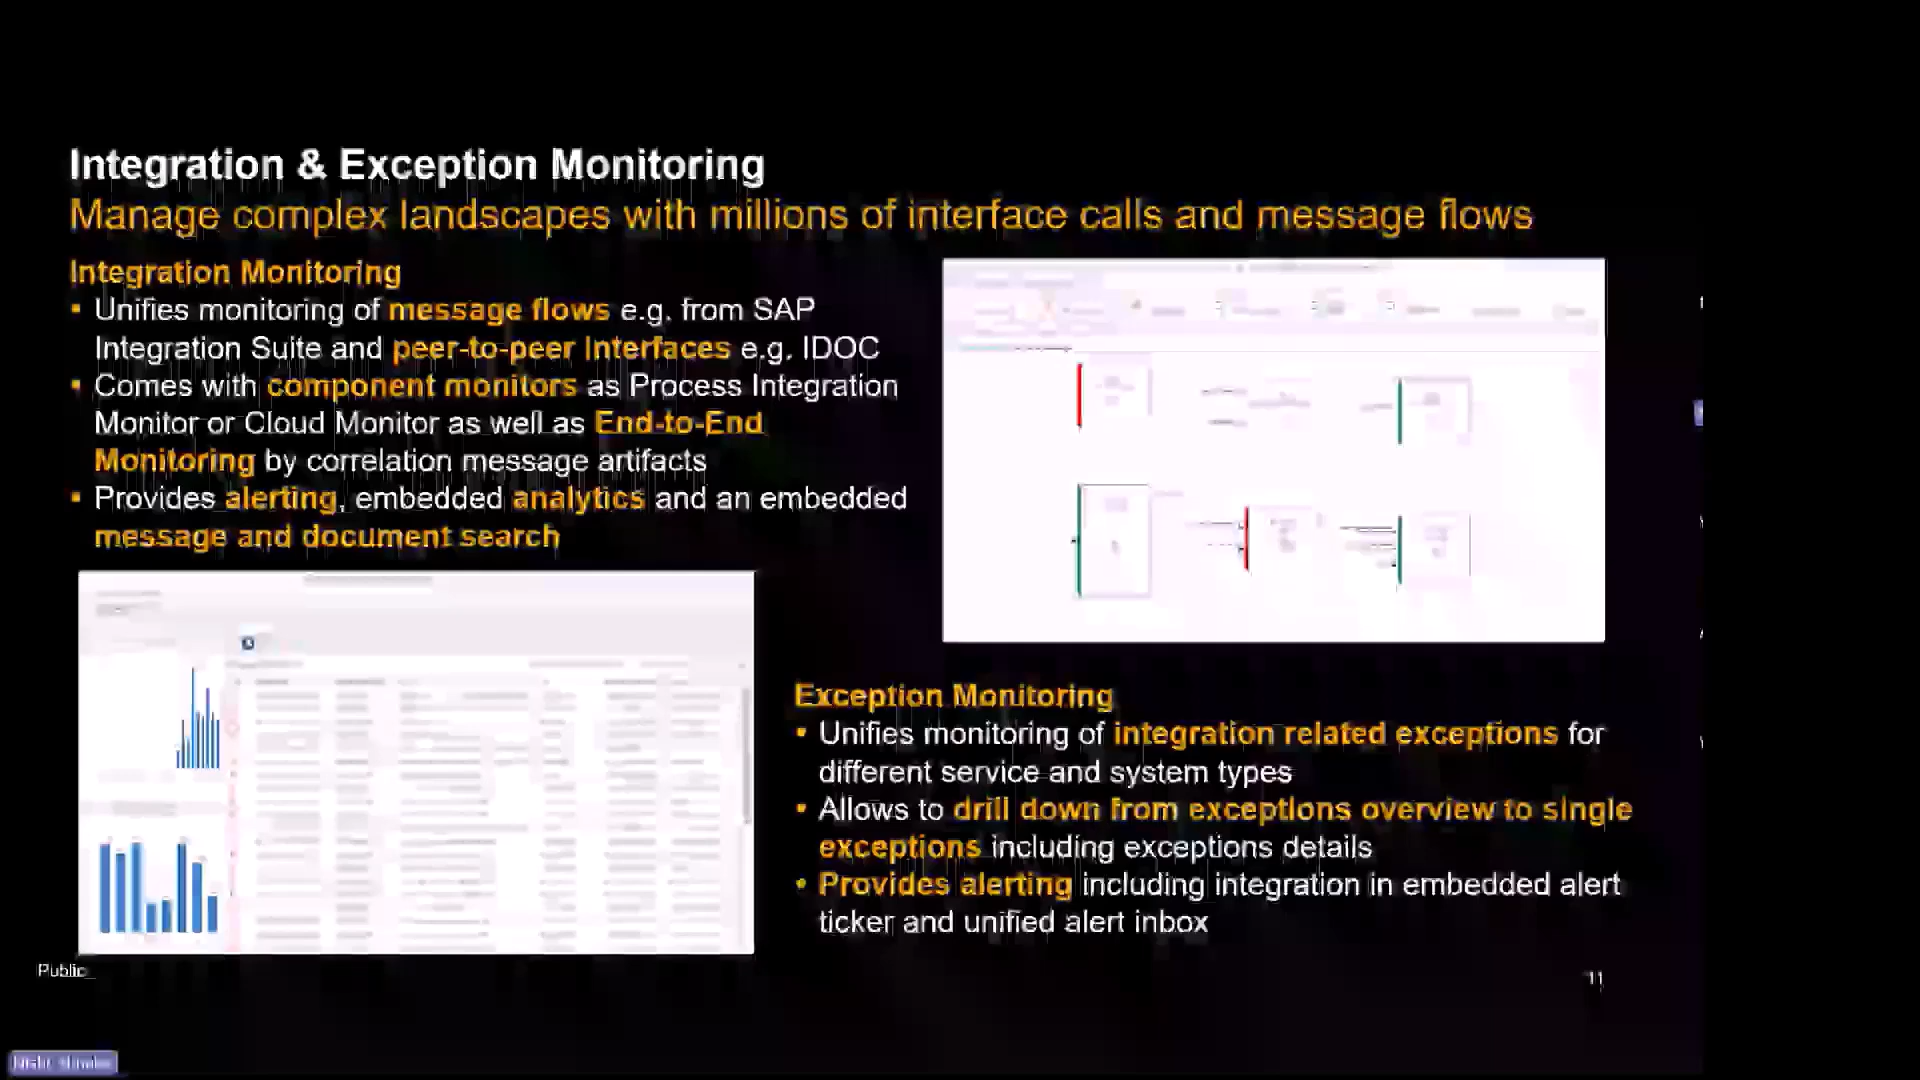 Integration & Exception Monitoring
Manage complex landscapes with millions of interface calls and message flows
Integration Monitoring
▪ Unifies monitoring of message flows e.g. from SAP
Integration Suite and peer-to-peer Interfaces e.g. IDOC
▪ Comes with component monitors as Process Integration
Monitor or Cloud Monitor as well as End-to-End
Monitoring by correlation message artifacts
▪ Provides alerting, embedded analytics and an embedded
message and document search
Exception Monitoring
▪ Unifies monitoring of integration related exceptions for
different service and system types
▪ Allows to drill down from exceptions overview to single
exceptions including exceptions details
▪ Provides alerting including integration in embedded alert
ticker and unified alert inbox
Public
11